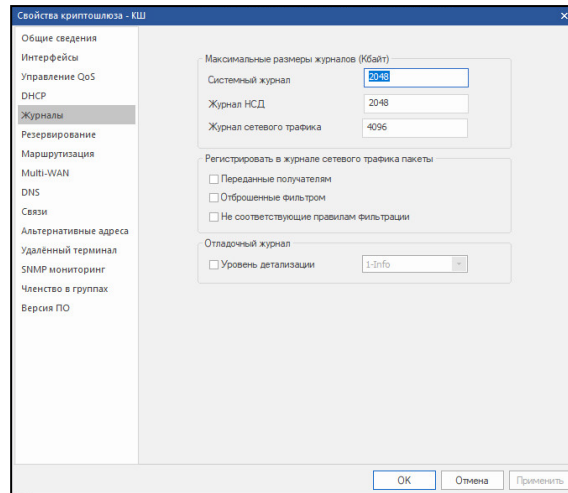 Свойства криптошлюза - КШ
Общие сведения
Интерфейсы
Управление QoS
DHCP
Журналы
Резервирование
Маршрутизация
Multi-WAN
DNS
Связи
Альтернативные адреса
Удалённый терминал
SNMP мониторинг
Членство в группах
Версия ПО
Максимальные размеры журналов (Кбайт)
Системный журнал 2048
Журнал НСД 2048
Журнал сетевого трафика 4096
Регистрировать в журнале сетевого трафика пакеты
Переданные получателям
Отброшенные фильтром
Не соответствующие правилам фильтрации
Отладочный журнал
Уровень детализации 1-Info
OK Отмена Применить